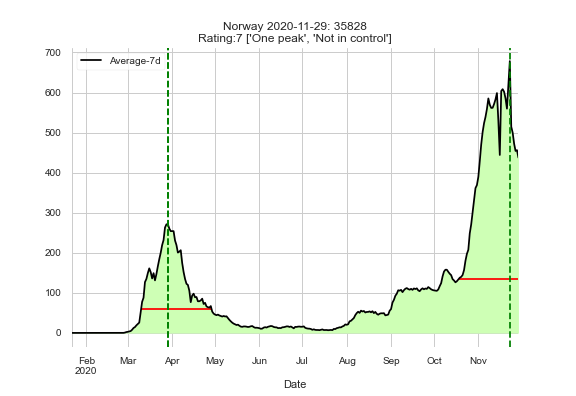 Norway 2020-11-29: 35828
Rating:7 ['One peak', 'Not in control']
Average-7d
700
600
500
400
300
200
100
0
Feb Mar Apr May Jun Jul Aug Sep Oct Nov
2020
Date